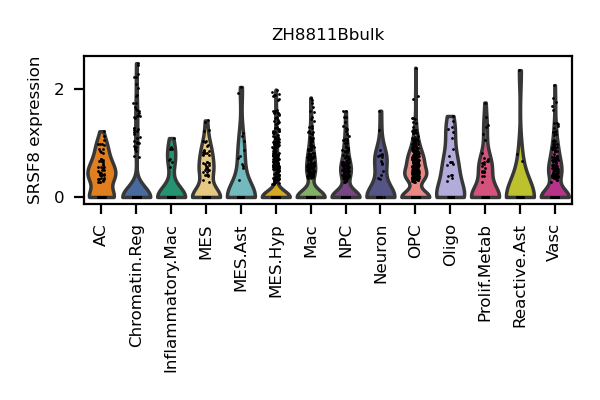 ZH8811Bbulk
SRSF8 expression
2
0
AC
Chromatin.Reg
Inflammatory.Mac
MES
MES.Ast
MES.Hyp
Mac
NPC
Neuron
OPC
Oligo
Prolif.Metab
Reactive.Ast
Vasc